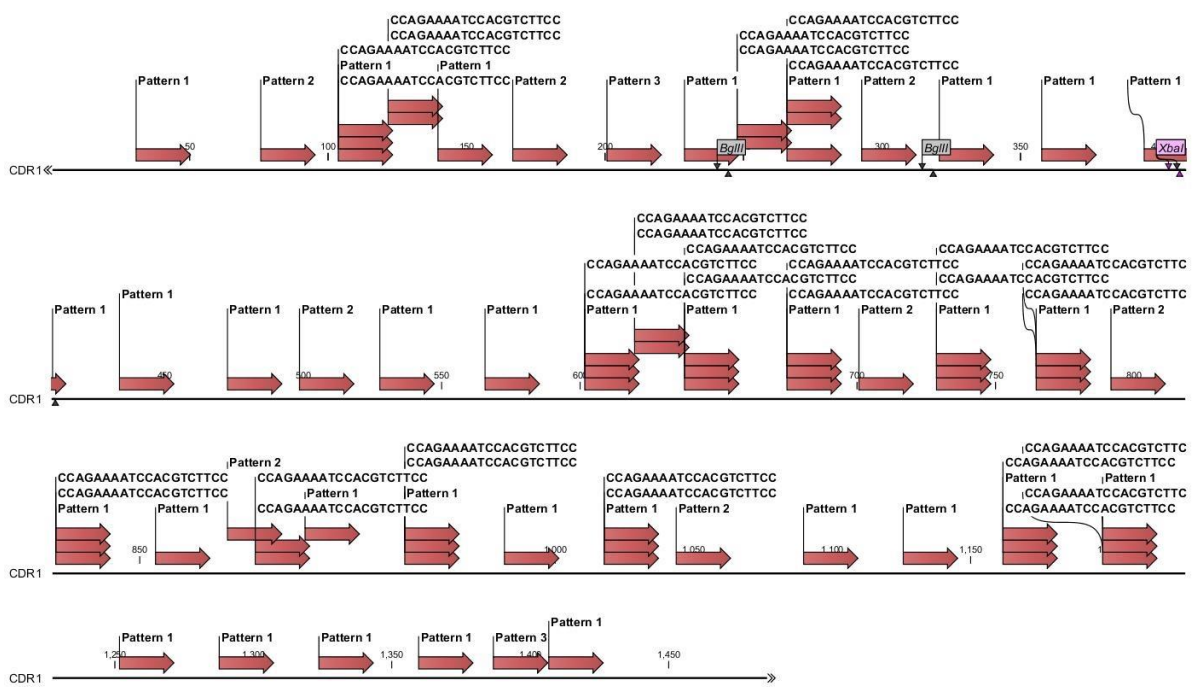 CCAGAAAATCCACGTCTTCC CCAGAAAATCCACGTCTTCC
CCAGAAAATCCACGTCTTCC CCAGAAAATCCACGTCTTCC
CCAGAAAATCCACGTCTTCC CCAGAAAATCCACGTCTTCC
Pattern 1 Pattern 1 CCAGAAAATCCACGTCTTCC
Pattern 1 Pattern 2 CCAGAAAATCCACGTCTTCC Pattern 2 Pattern 3 Pattern 1 Pattern 1 Pattern 2 Pattern 1 Pattern 1 Pattern 1
50 100 150 200 BglII 300 BglII 350 XbaI
CDR1
CCAGAAAATCCACGTCTTCC
CCAGAAAATCCACGTCTTCC
CCAGAAAATCCACGTCTTCC CCAGAAAATCCACGTCTTCC
CCAGAAAATCCACGTCTTCC CCAGAAAATCCACGTCTTCC CCAGAAAATCCACGTCTTC
CCAGAAAATCCACGTCTTCC CCAGAAAATCCACGTCTTCC CCAGAAAATCCACGTCTTCC
CCAGAAAATCCACGTCTTCC CCAGAAAATCCACGTCTTCC CCAGAAAATCCACGTCTTC
Pattern 1 Pattern 1 Pattern 1 Pattern 2 Pattern 1 Pattern 1 Pattern 1 Pattern 1 Pattern 1 Pattern 2 Pattern 1 Pattern 1 Pattern 2
450 500 550 600 700 750 800
CDR1
CCAGAAAATCCACGTCTTCC CCAGAAAATCCACGTCTTC
Pattern 2 CCAGAAAATCCACGTCTTCC CCAGAAAATCCACGTCTTCC
CCAGAAAATCCACGTCTTCC CCAGAAAATCCACGTCTTCC CCAGAAAATCCACGTCTTCC Pattern 1 Pattern 1
CCAGAAAATCCACGTCTTCC Pattern 1 Pattern 1 CCAGAAAATCCACGTCTTCC CCAGAAAATCCACGTCTTC
Pattern 1 Pattern 1 CCAGAAAATCCACGTCTTCC Pattern 1 Pattern 1 Pattern 2 Pattern 1 Pattern 1 CCAGAAAATCCACGTCTTCC
850 1,000 1,050 1,100 1,150
CDR1
Pattern 1
Pattern 1 Pattern 1 Pattern 1 Pattern 1 Pattern 3
1,250 1,300 1,350 1,400 1,450
CDR1